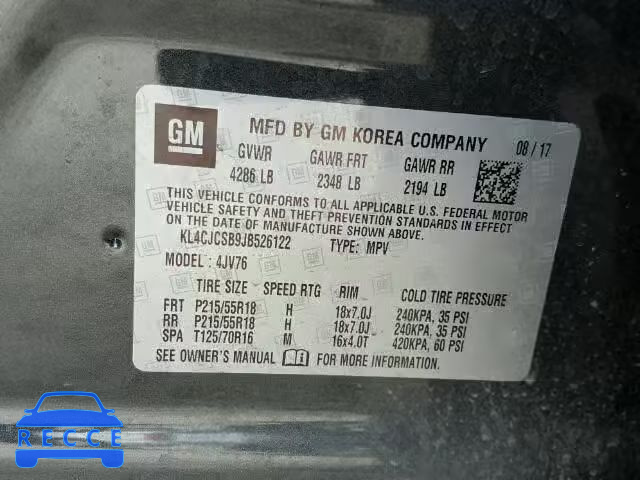 GM
MFD BY GM KOREA COMPANY 08 / 17
GVWR GAWR FRT GAWR RR
4286 LB 2348 LB 2194 LB
THIS VEHICLE CONFORMS TO ALL APPLICABLE U.S. FEDERAL MOTOR
VEHICLE SAFETY AND THEFT PREVENTION STANDARDS IN EFFECT
ON THE DATE OF MANUFACTURE SHOWN ABOVE.
KL4CJCSB9JB526122 TYPE: MPV
MODEL : 4JV76
TIRE SIZE SPEED RTG RIM COLD TIRE PRESSURE
FRT P215/55R18 H 18x7.0J 240KPA, 35 PSI
RR P215/55R18 H 18x7.0J 240KPA, 35 PSI
SPA T125/70R16 M 16x4.0T 420KPA, 60 PSI
SEE OWNER'S MANUAL FOR MORE INFORMATION.
RECCE